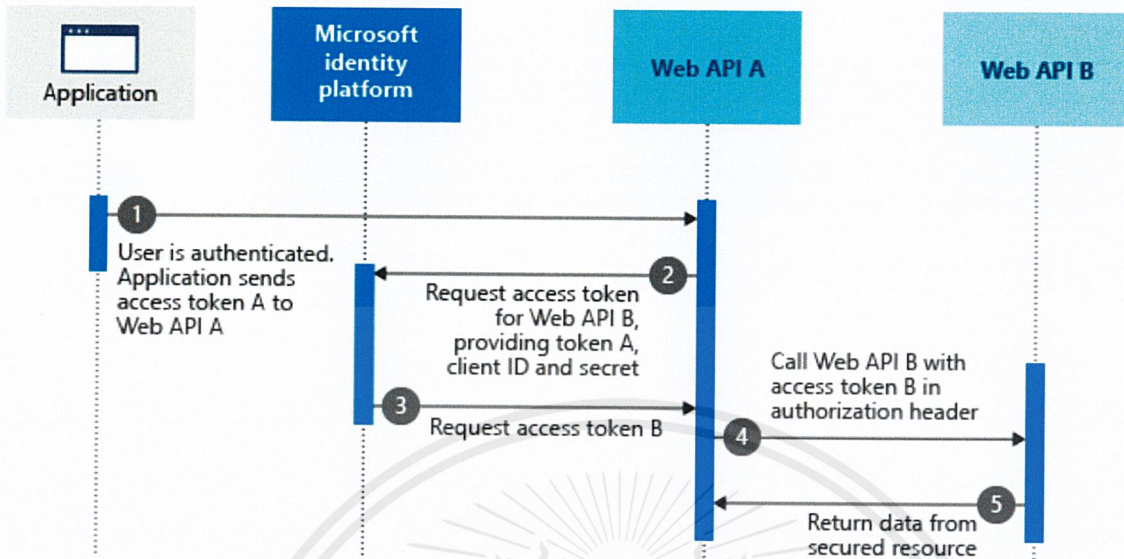 Application
Microsoft
identity
platform
Web API A
Web API B
1
User is authenticated.
Application sends
access token A to
Web API A
2
Request access token
for Web API B,
providing token A,
client ID and secret
3
Request access token B
Call Web API B with
access token B in
authorization header
4
5
Return data from
secured resource